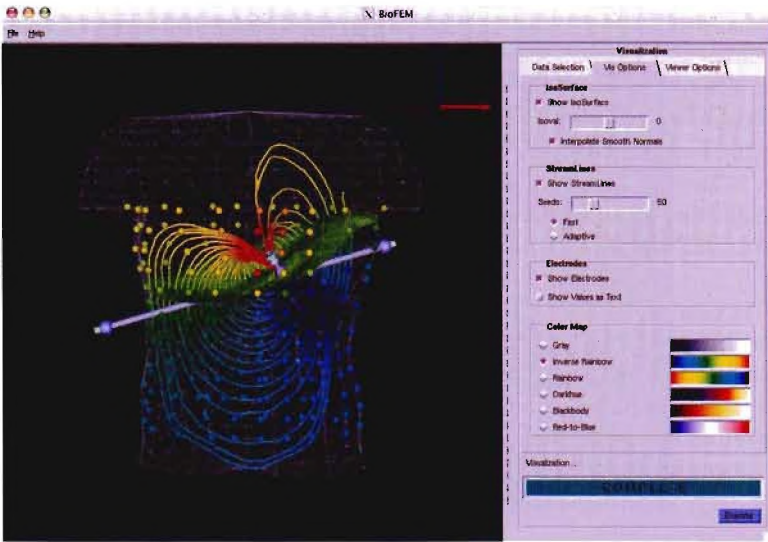 X BioFEM
File Help
Visualization
Data Selection Vis Options Viewer Options
IsoSurface
Show IsoSurface
Isoval: 0
Interpolate Smooth Normals
StreamLines
Show StreamLines
Seeds: 50
Fast
Adaptive
Electrodes
Show Electrodes
Show Values as Text
Color Map
Gray
Inverse Rainbow
Rainbow
Darkhue
Blackbody
Red-to-Blue
Visualization...